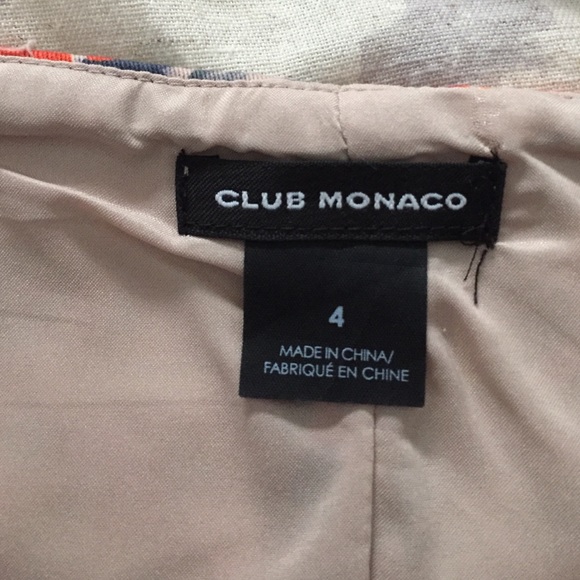 CLUB MONACO
4
MADE IN CHINA/
FABRIQUÉ EN CHINE